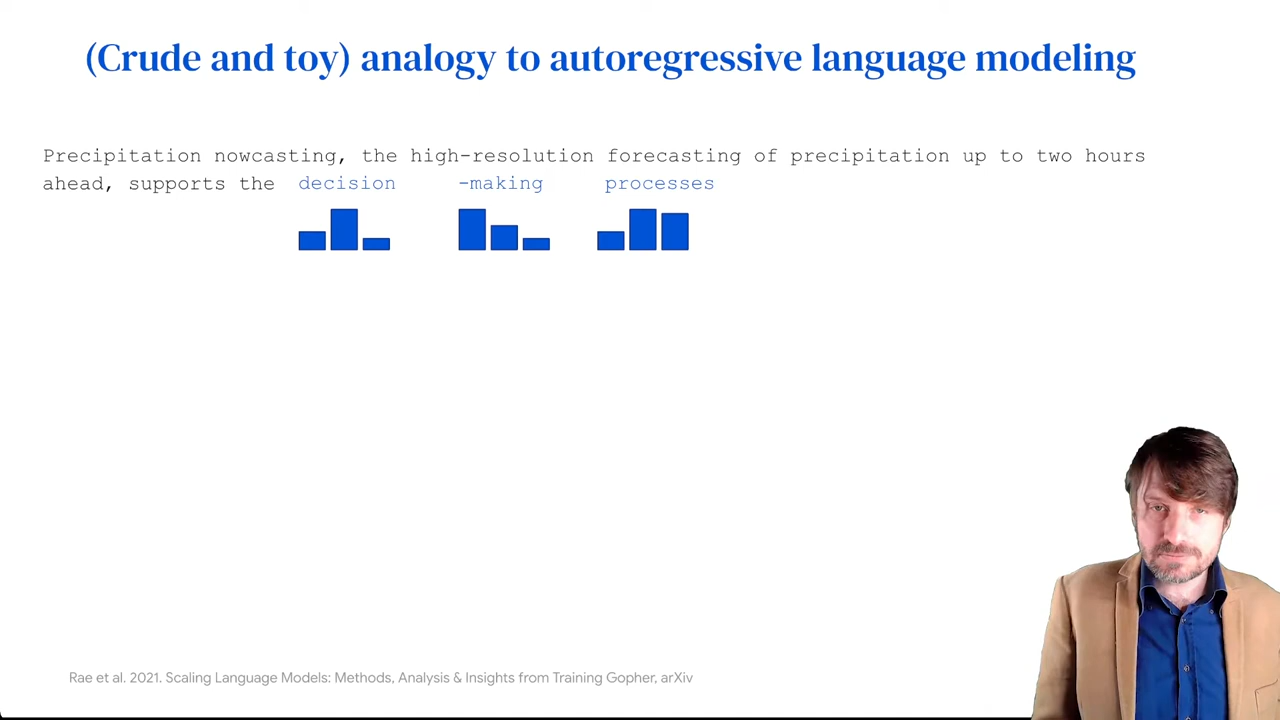 (Crude and toy) analogy to autoregressive language modeling
Precipitation nowcasting, the high-resolution forecasting of precipitation up to two hours
ahead, supports the decision -making processes
Rae et al. 2021. Scaling Language Models: Methods, Analysis & Insights from Training Gopher, arXiv